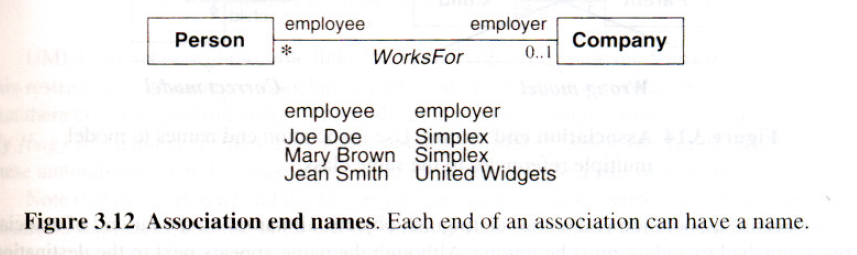 employee employer
Person Company
* WorksFor 0..1
employee employer
Joe Doe Simplex
Mary Brown Simplex
Jean Smith United Widgets
Figure 3.12 Association end names. Each end of an association can have a name.